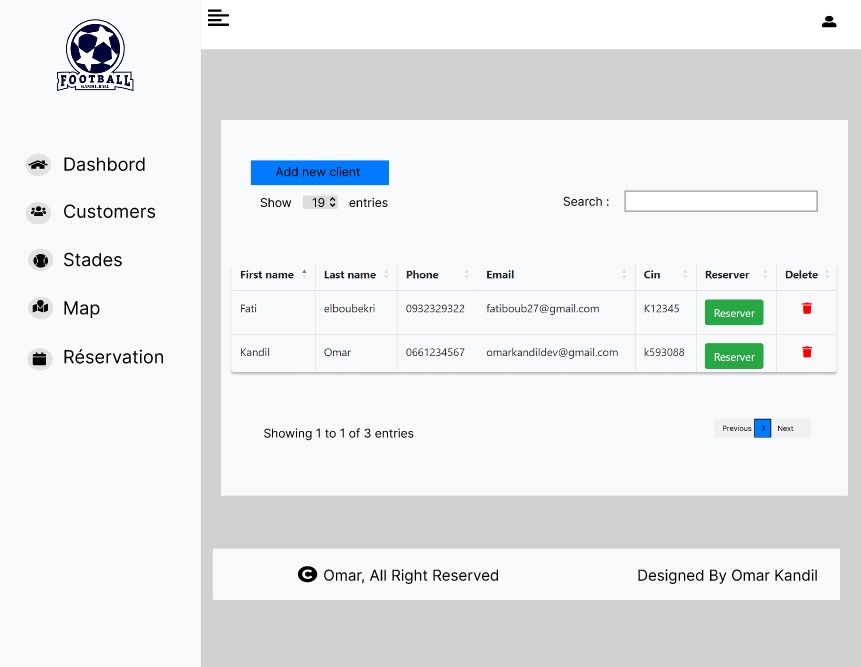 FOOTBALL
KANDIL.BALL
Dashbord
Customers
Stades
Map
Réservation
Add new client
Show 19 entries
Search :
First name Last name Phone Email Cin Reserver Delete
Fati elboubekri 0932329322 fatiboub27@gmail.com K12345 Reserver
Kandil Omar 0661234567 omarkandildev@gmail.com k593088 Reserver
Showing 1 to 1 of 3 entries
Previous 1 Next
Omar, All Right Reserved
Designed By Omar Kandil